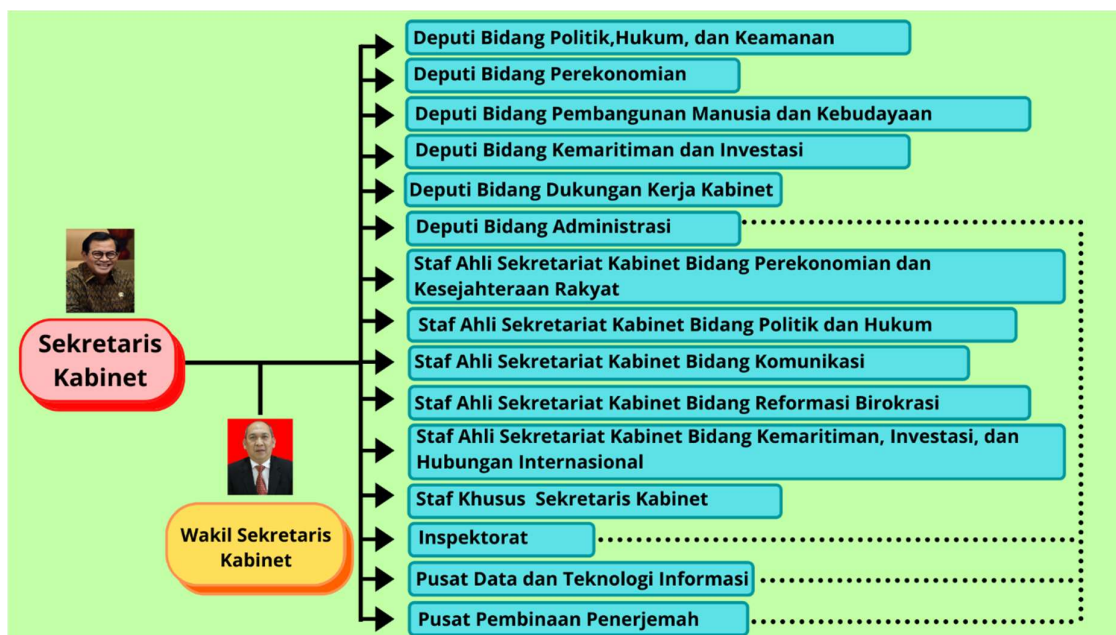 Deputi Bidang Politik,Hukum, dan Keamanan
Deputi Bidang Perekonomian
Deputi Bidang Pembangunan Manusia dan Kebudayaan
Deputi Bidang Kemaritiman dan Investasi
Deputi Bidang Dukungan Kerja Kabinet
Deputi Bidang Administrasi
Staf Ahli Sekretariat Kabinet Bidang Perekonomian dan
Kesejahteraan Rakyat
Staf Ahli Sekretariat Kabinet Bidang Politik dan Hukum
Staf Ahli Sekretariat Kabinet Bidang Komunikasi
Staf Ahli Sekretariat Kabinet Bidang Reformasi Birokrasi
Staf Ahli Sekretariat Kabinet Bidang Kemaritiman, Investasi, dan
Hubungan Internasional
Staf Khusus Sekretaris Kabinet
Inspektorat
Pusat Data dan Teknologi Informasi
Pusat Pembinaan Penerjemah
Sekretaris
Kabinet
Wakil Sekretaris
Kabinet